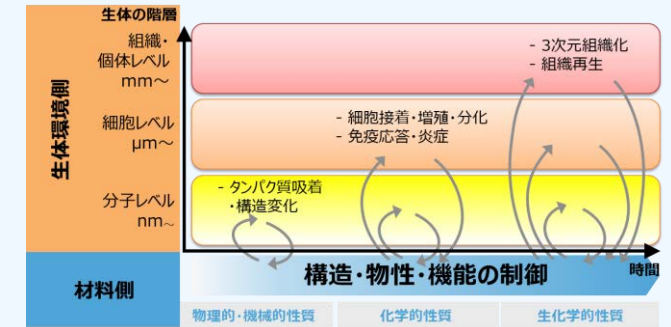 生体の階層
組織・
個体レベル
mm～
細胞レベル
μm～
分子レベル
nm～
生体環境側
- 3次元組織化
- 組織再生
- 細胞接着・増殖・分化
- 免疫応答・炎症
- タンパク質吸着
・構造変化
材料側
構造・物性・機能の制御
時間
物理的・機械的性質
化学的性質
生化学的性質